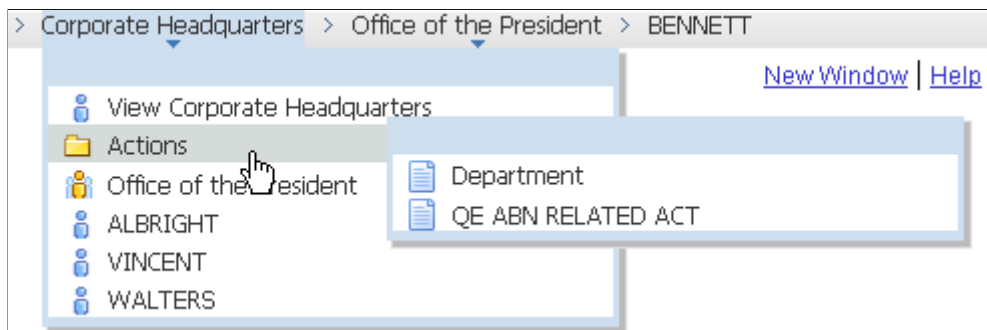 > Corporate Headquarters > Office of the President > BENNETT
New Window | Help
View Corporate Headquarters
Actions
Office of the President
ALBRIGHT
VINCENT
WALTERS
Department
QE ABN RELATED ACT